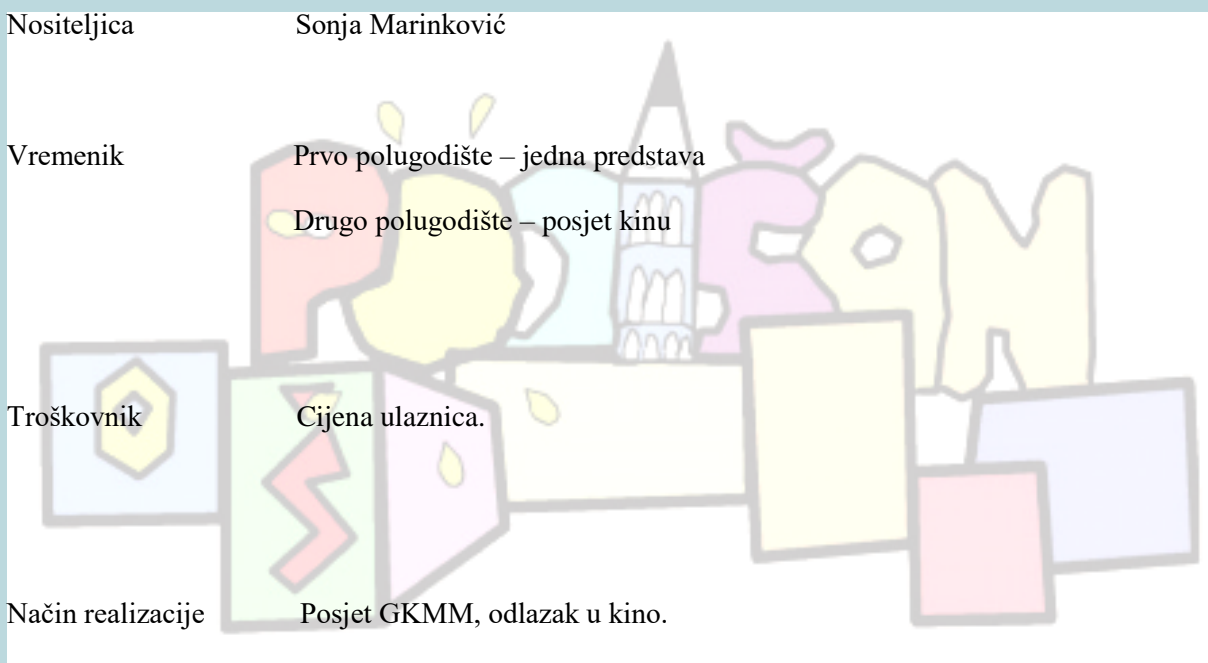 Nositeljica Sonja Marinković
Vremenik Prvo polugodište – jedna predstava
Drugo polugodište – posjet kinu
Troškovnik Cijena ulaznica.
Način realizacije Posjet GKMM, odlazak u kino.